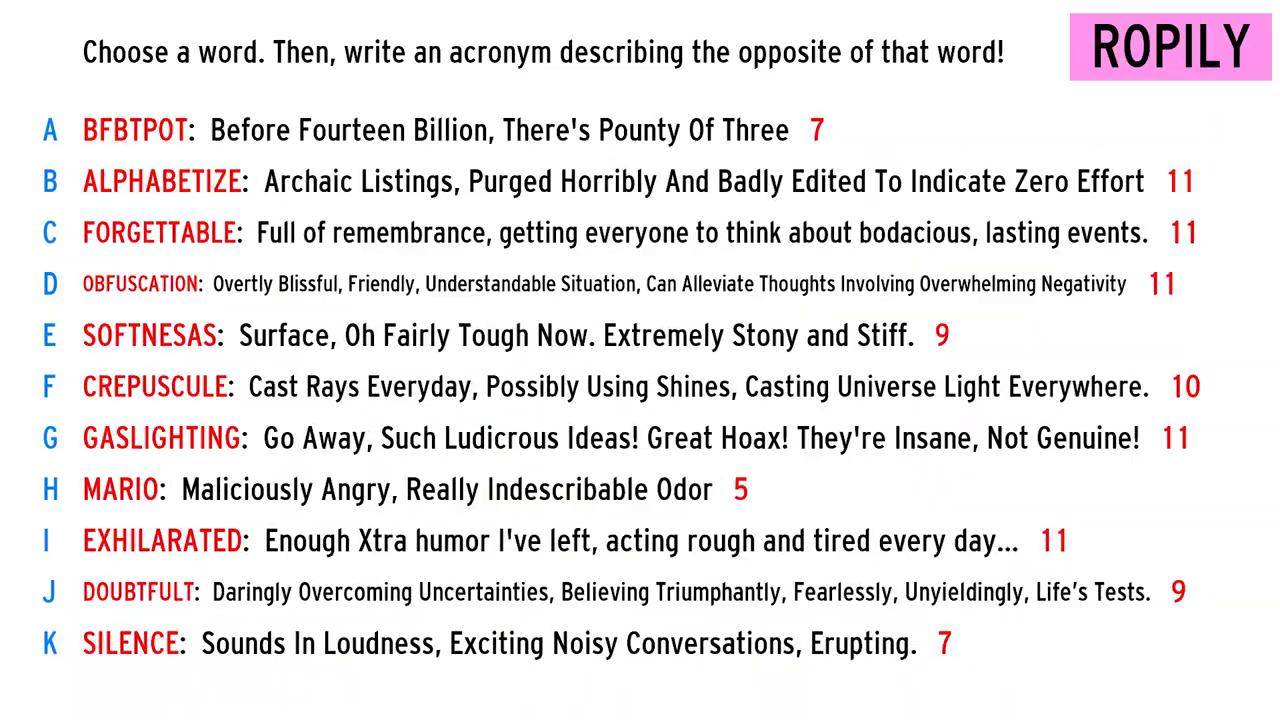 Choose a word. Then, write an acronym describing the opposite of that word!
ROPILY
A BFBTPOT: Before Fourteen Billion, There's Pounty Of Three 7
B ALPHABETIZE: Archaic Listings, Purged Horribly And Badly Edited To Indicate Zero Effort 11
C FORGETTABLE: Full of remembrance, getting everyone to think about bodacious, lasting events. 11
D OBFUSCATION: Overtly Blissful, Friendly, Understandable Situation, Can Alleviate Thoughts Involving Overwhelming Negativity 11
E SOFTNESAS: Surface, Oh Fairly Tough Now. Extremely Stony and Stiff. 9
F CREPUSCULE: Cast Rays Everyday, Possibly Using Shines, Casting Universe Light Everywhere. 10
G GASLIGHTING: Go Away, Such Ludicrous Ideas! Great Hoax! They're Insane, Not Genuine! 11
H MARIO: Maliciously Angry, Really Indescribable Odor 5
I EXHILARATED: Enough Xtra humor I've left, acting rough and tired every day... 11
J DOUBTFULT: Daringly Overcoming Uncertainties, Believing Triumphantly, Fearlessly, Unyieldingly, Life’s Tests. 9
K SILENCE: Sounds In Loudness, Exciting Noisy Conversations, Erupting. 7